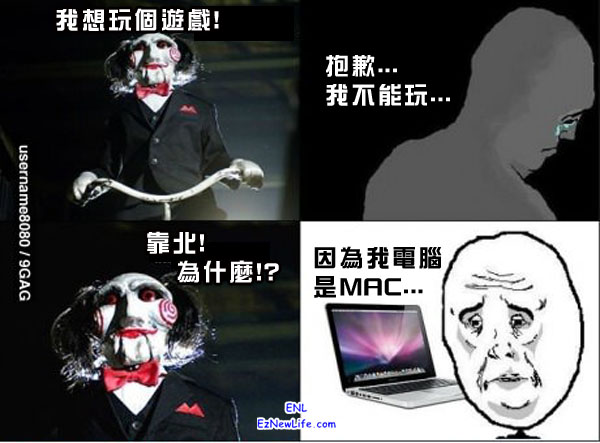 我想玩個遊戲!
抱歉...
我不能玩...
username8080 / 9GAG
靠北!
為什麼!?
因為我電腦
是MAC...
ENL
EzNewLife.com